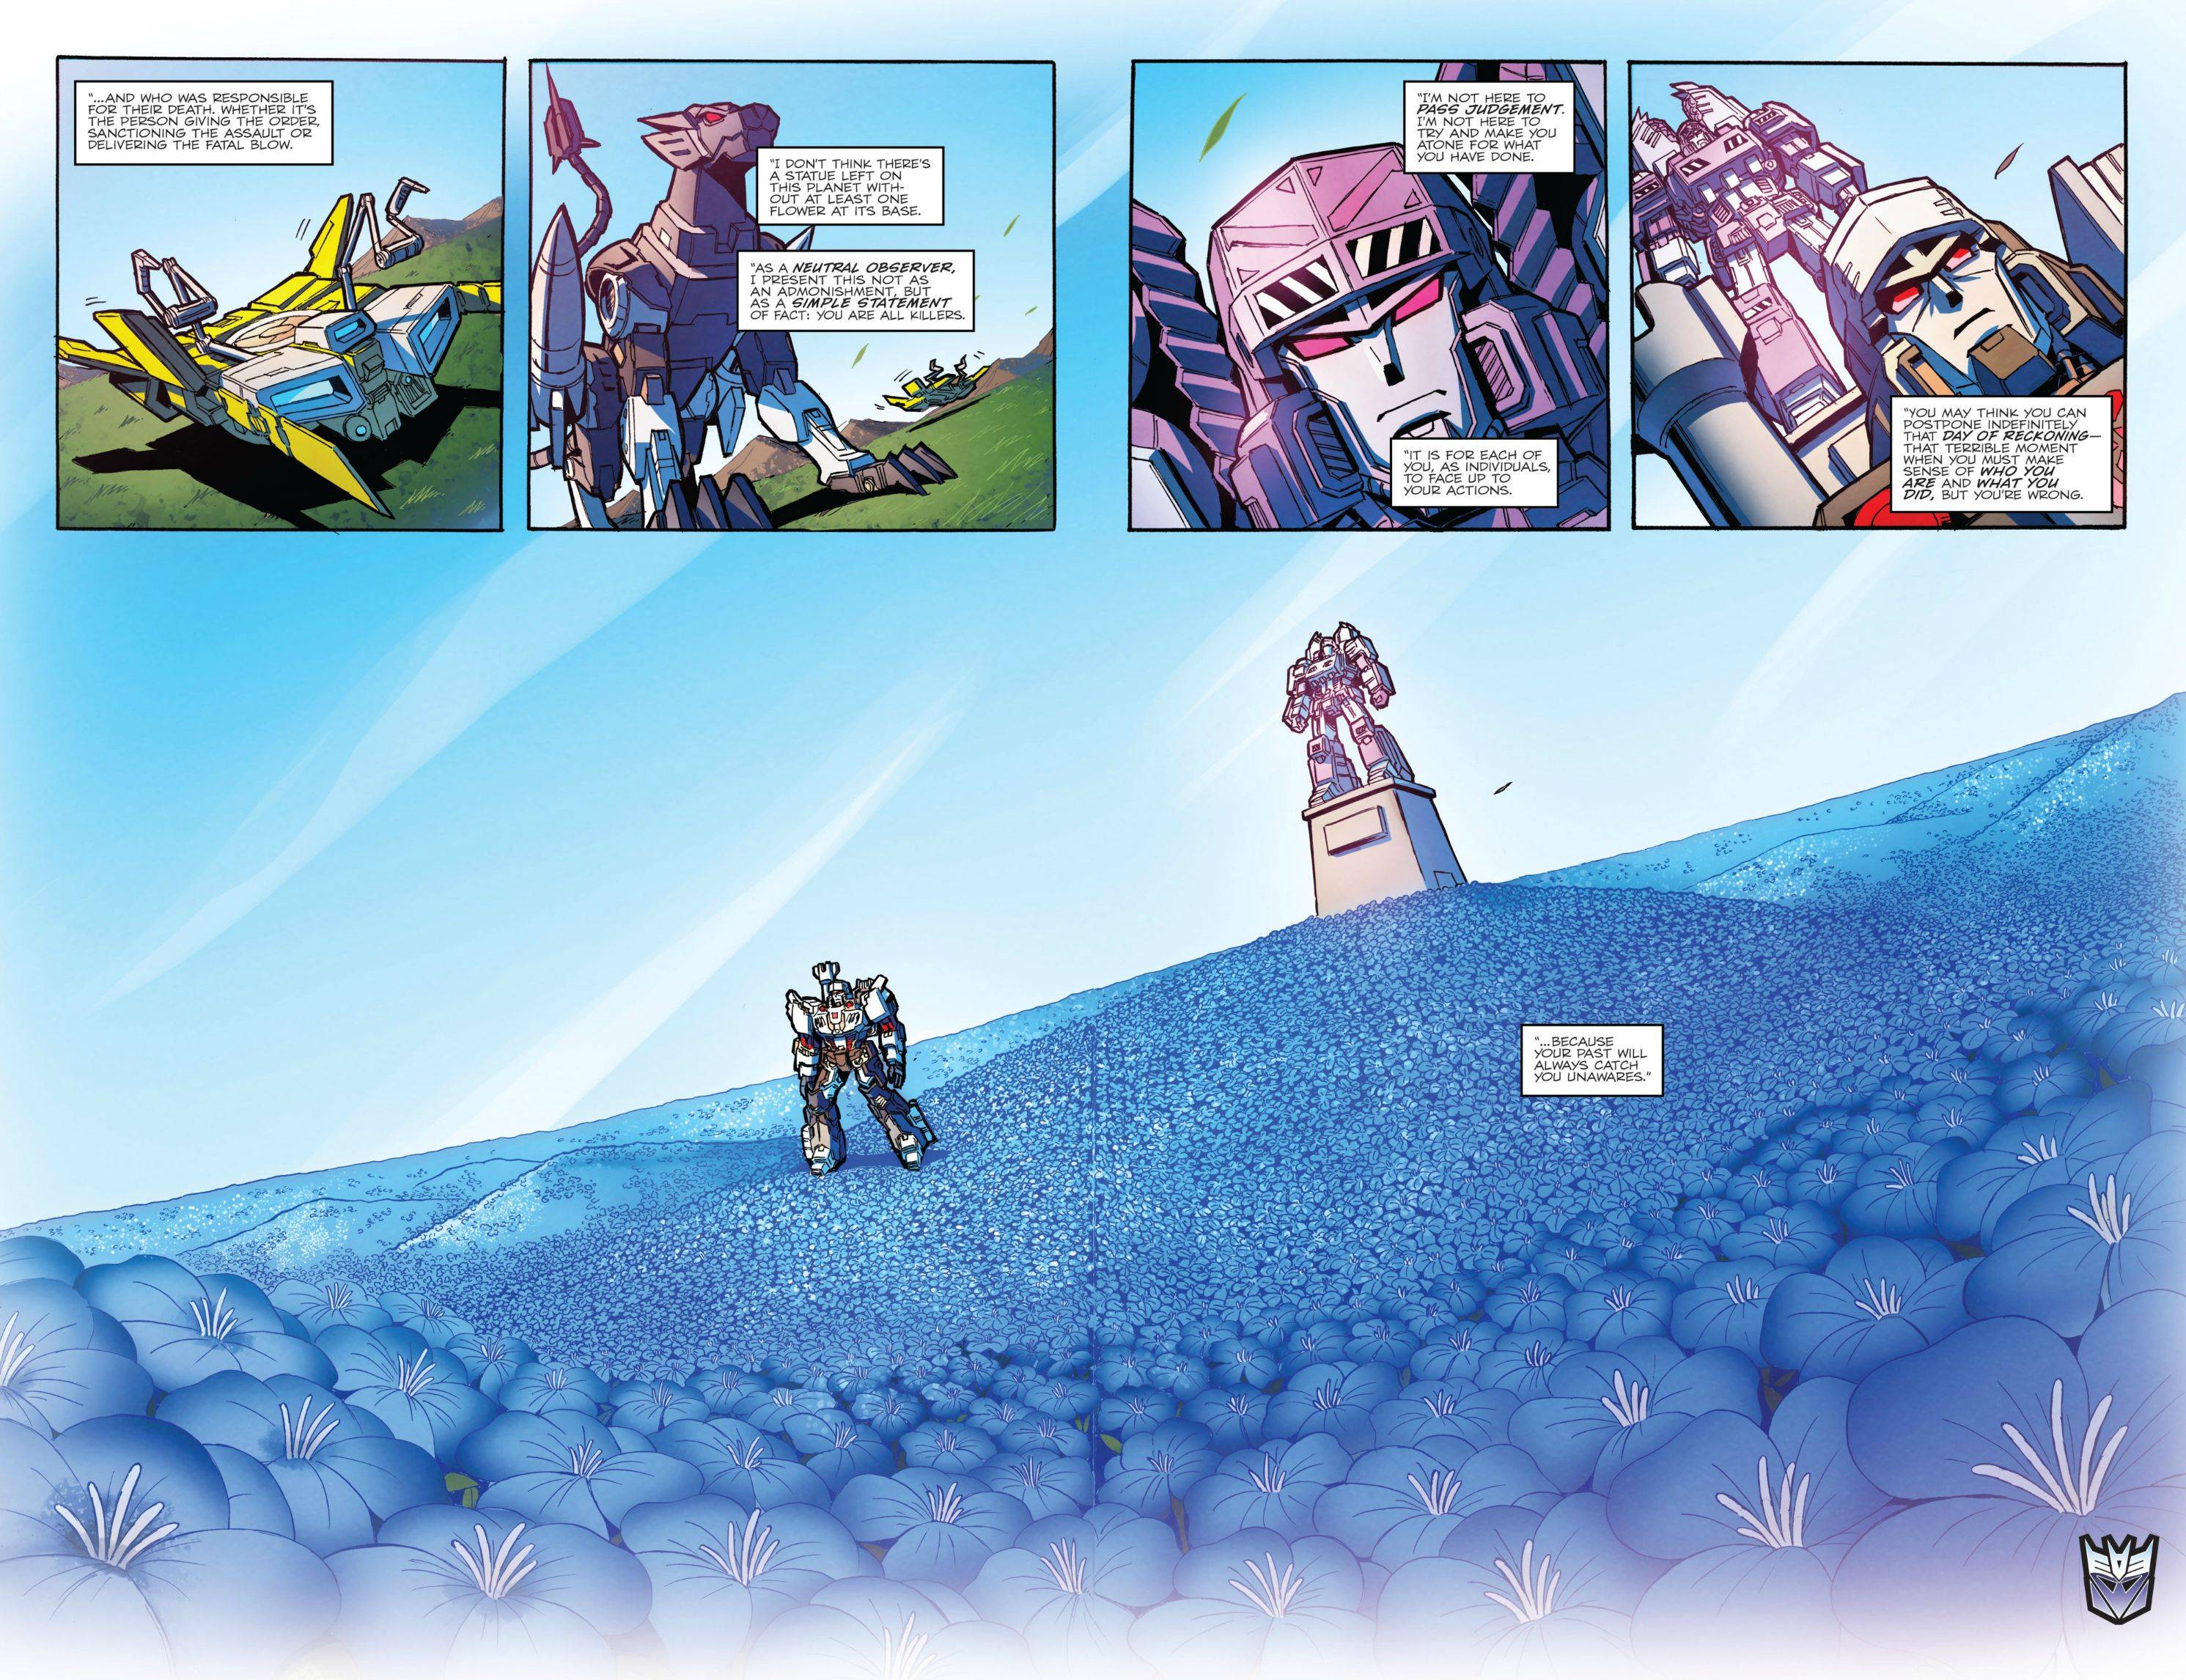 "...AND WHO WAS RESPONSIBLE
FOR THEIR DEATH. WHETHER IT'S
THE PERSON GIVING THE ORDER,
SANCTIONING THE ASSAULT OR
DELIVERING THE FATAL BLOW.
"I DON'T THINK THERE'S
A STATUE LEFT ON
THIS PLANET WITH-
OUT AT LEAST ONE
FLOWER AT ITS BASE.
"AS A NEUTRAL OBSERVER,
I PRESENT THIS NOT AS
AN ADMONISHMENT, BUT
AS A SIMPLE STATEMENT
OF FACT: YOU ARE ALL KILLERS.
"I'M NOT HERE TO
PASS JUDGEMENT.
I'M NOT HERE TO
TRY AND MAKE YOU
ATONE FOR WHAT
YOU HAVE DONE.
"IT IS FOR EACH OF
YOU, AS INDIVIDUALS,
TO FACE UP TO
YOUR ACTIONS.
"YOU MAY THINK YOU CAN
POSTPONE INDEFINITELY
THAT DAY OF RECKONING—
THAT TERRIBLE MOMENT
WHEN YOU MUST MAKE
SENSE OF WHO YOU
ARE AND WHAT YOU
DID, BUT YOU'RE WRONG.
"...BECAUSE
YOUR PAST WILL
ALWAYS CATCH
YOU UNAWARES."